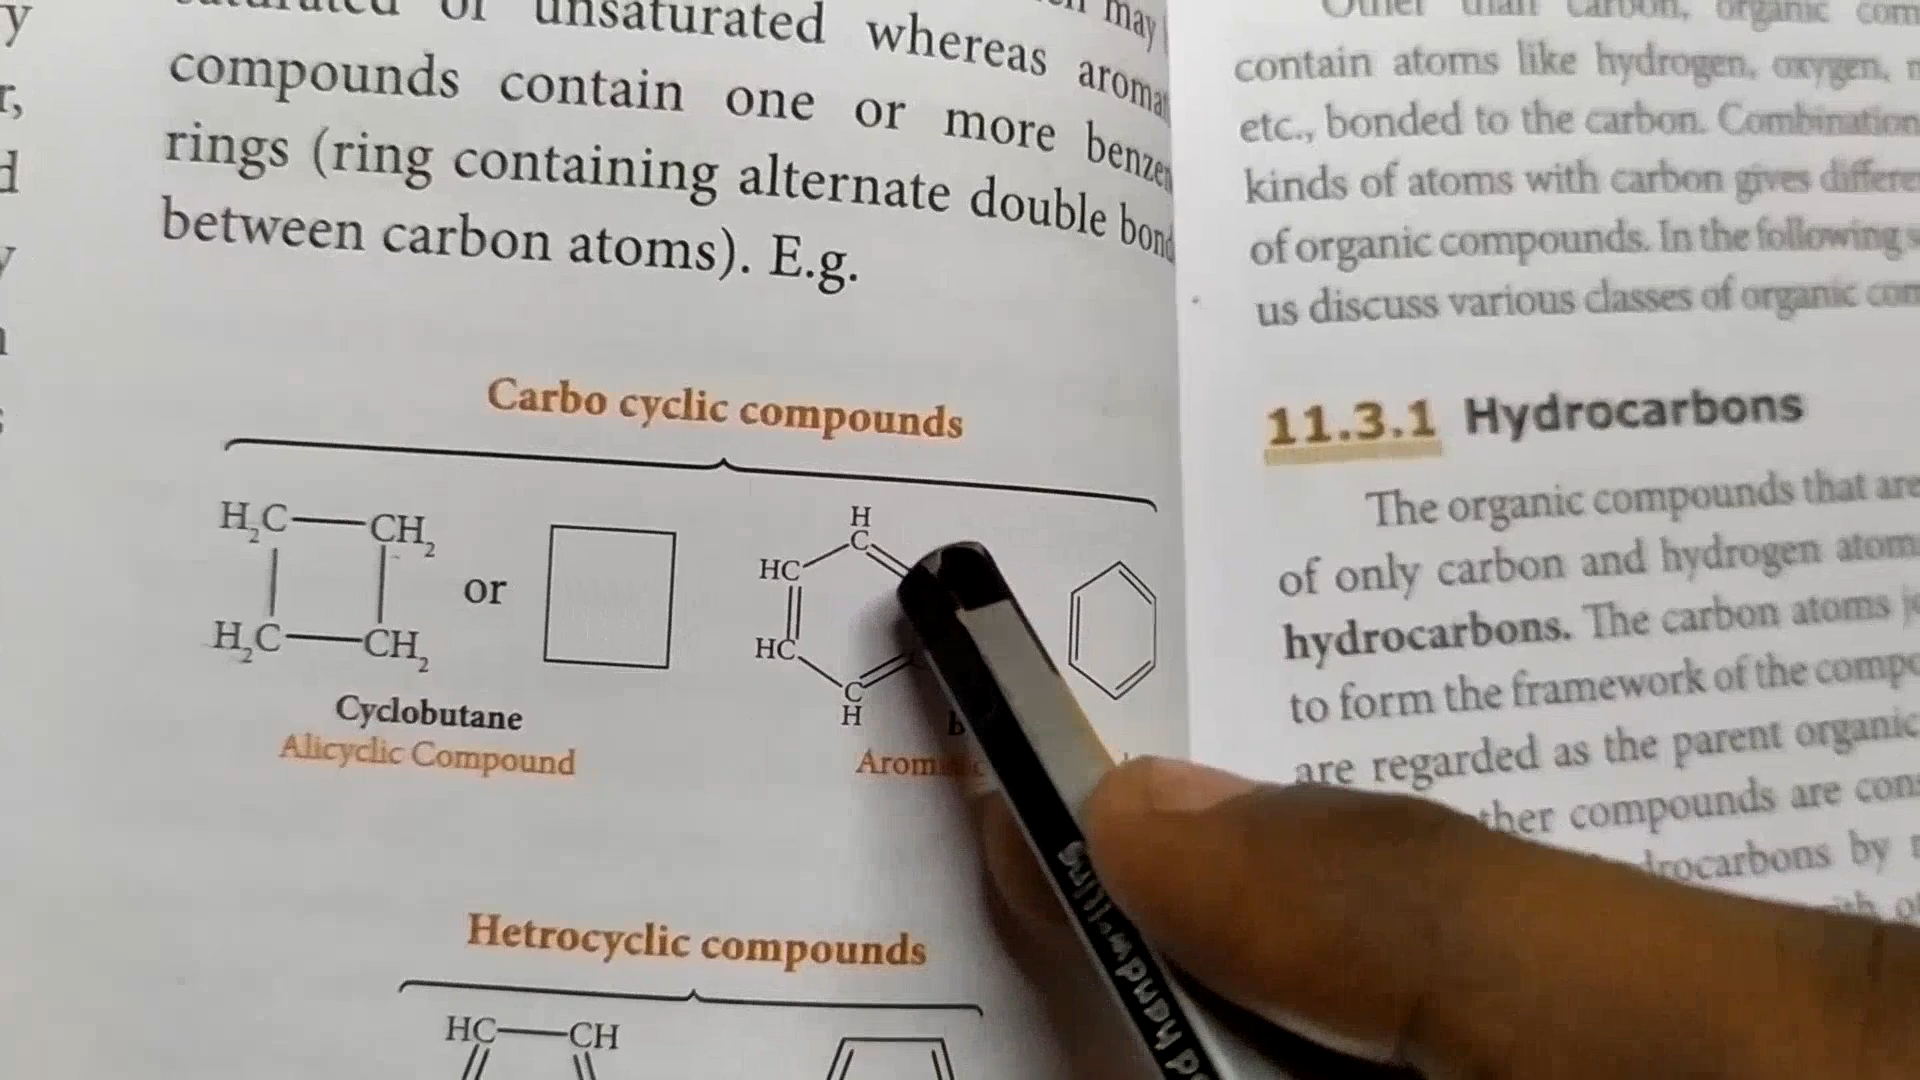 or unsaturated whereas
compounds contain one or more
rings (ring containing alternate double
between carbon atoms). E.g.
Carbo cyclic compounds
H₂C CH₂
or
H₂C CH₂
Cyclobutane
Alicyclic Compound
H
C
HC
HC
C
H
Hetrocyclic compounds
HC CH
contain atoms like hydrogen, oxygen,
etc., bonded to the carbon. Combination
kinds of atoms with carbon gives
of organic compounds. In the following
us discuss various classes of organic
11.3.1 Hydrocarbons
The organic compounds that are
of only carbon and hydrogen
hydrocarbons. The carbon atoms
to form the framework of the
are regarded as the parent organic
compounds are
by